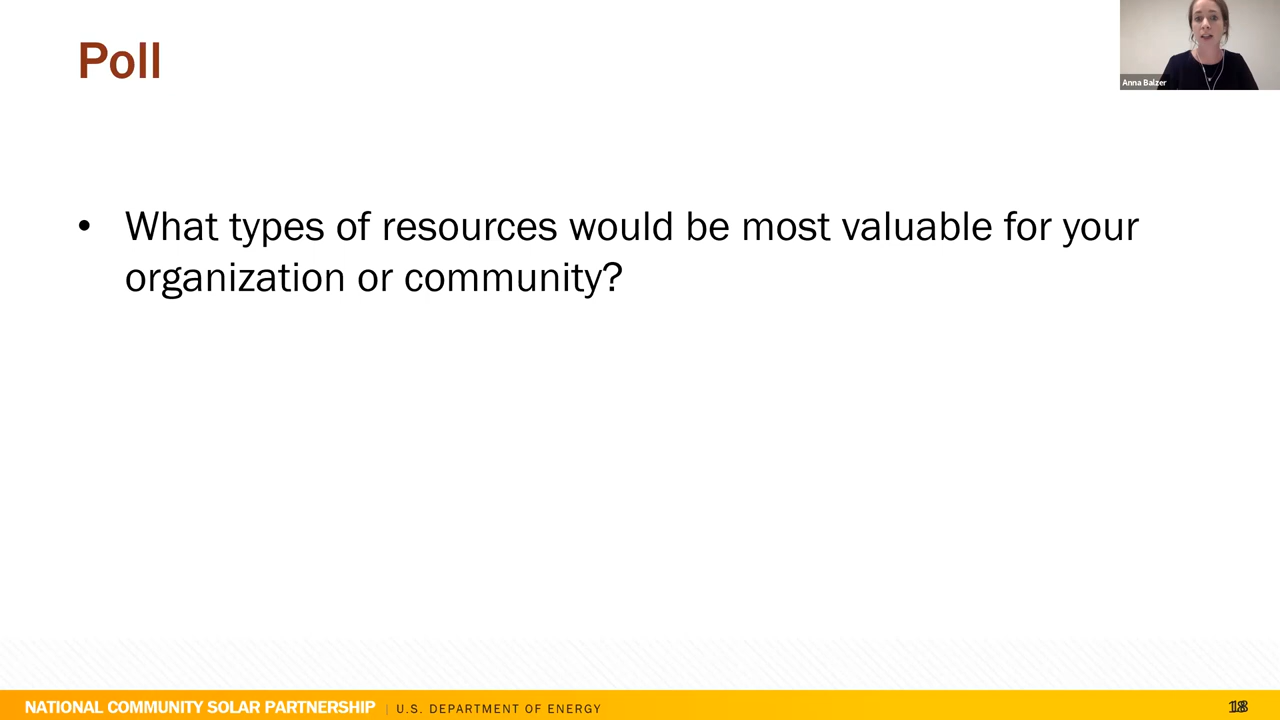 Poll
Anna Balzer
• What types of resources would be most valuable for your
organization or community?
NATIONAL COMMUNITY SOLAR PARTNERSHIP | U.S. DEPARTMENT OF ENERGY